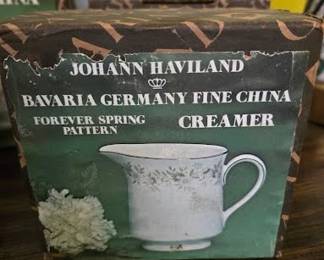 JOHANN HAVILAND
BAVARIA GERMANY FINE CHINA
FOREVER SPRING
PATTERN
CREAMER